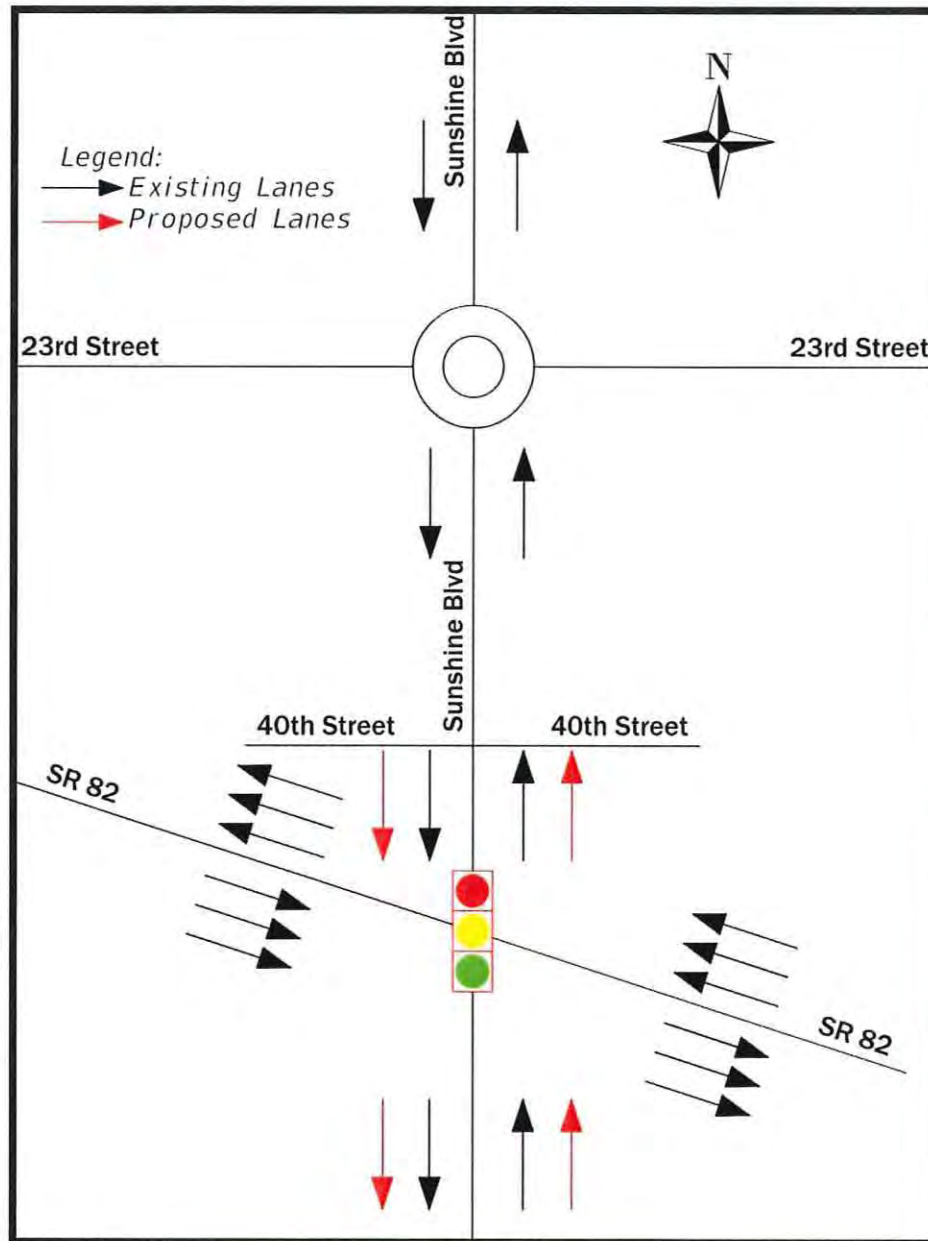 Sunshine Blvd
N
Legend:
Existing Lanes
Proposed Lanes
23rd Street
23rd Street
Sunshine Blvd
40th Street
40th Street
SR 82
SR 82